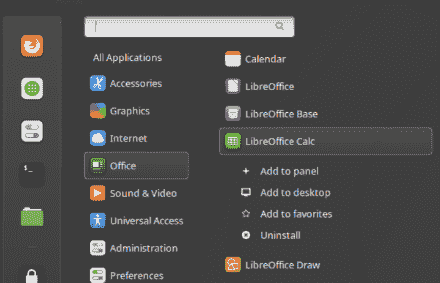 All Applications
Accessories
Graphics
Internet
Office
Sound & Video
Universal Access
Administration
Preferences
Calendar
LibreOffice
LibreOffice Base
LibreOffice Calc
Add to panel
Add to desktop
Add to favorites
Uninstall
LibreOffice Draw